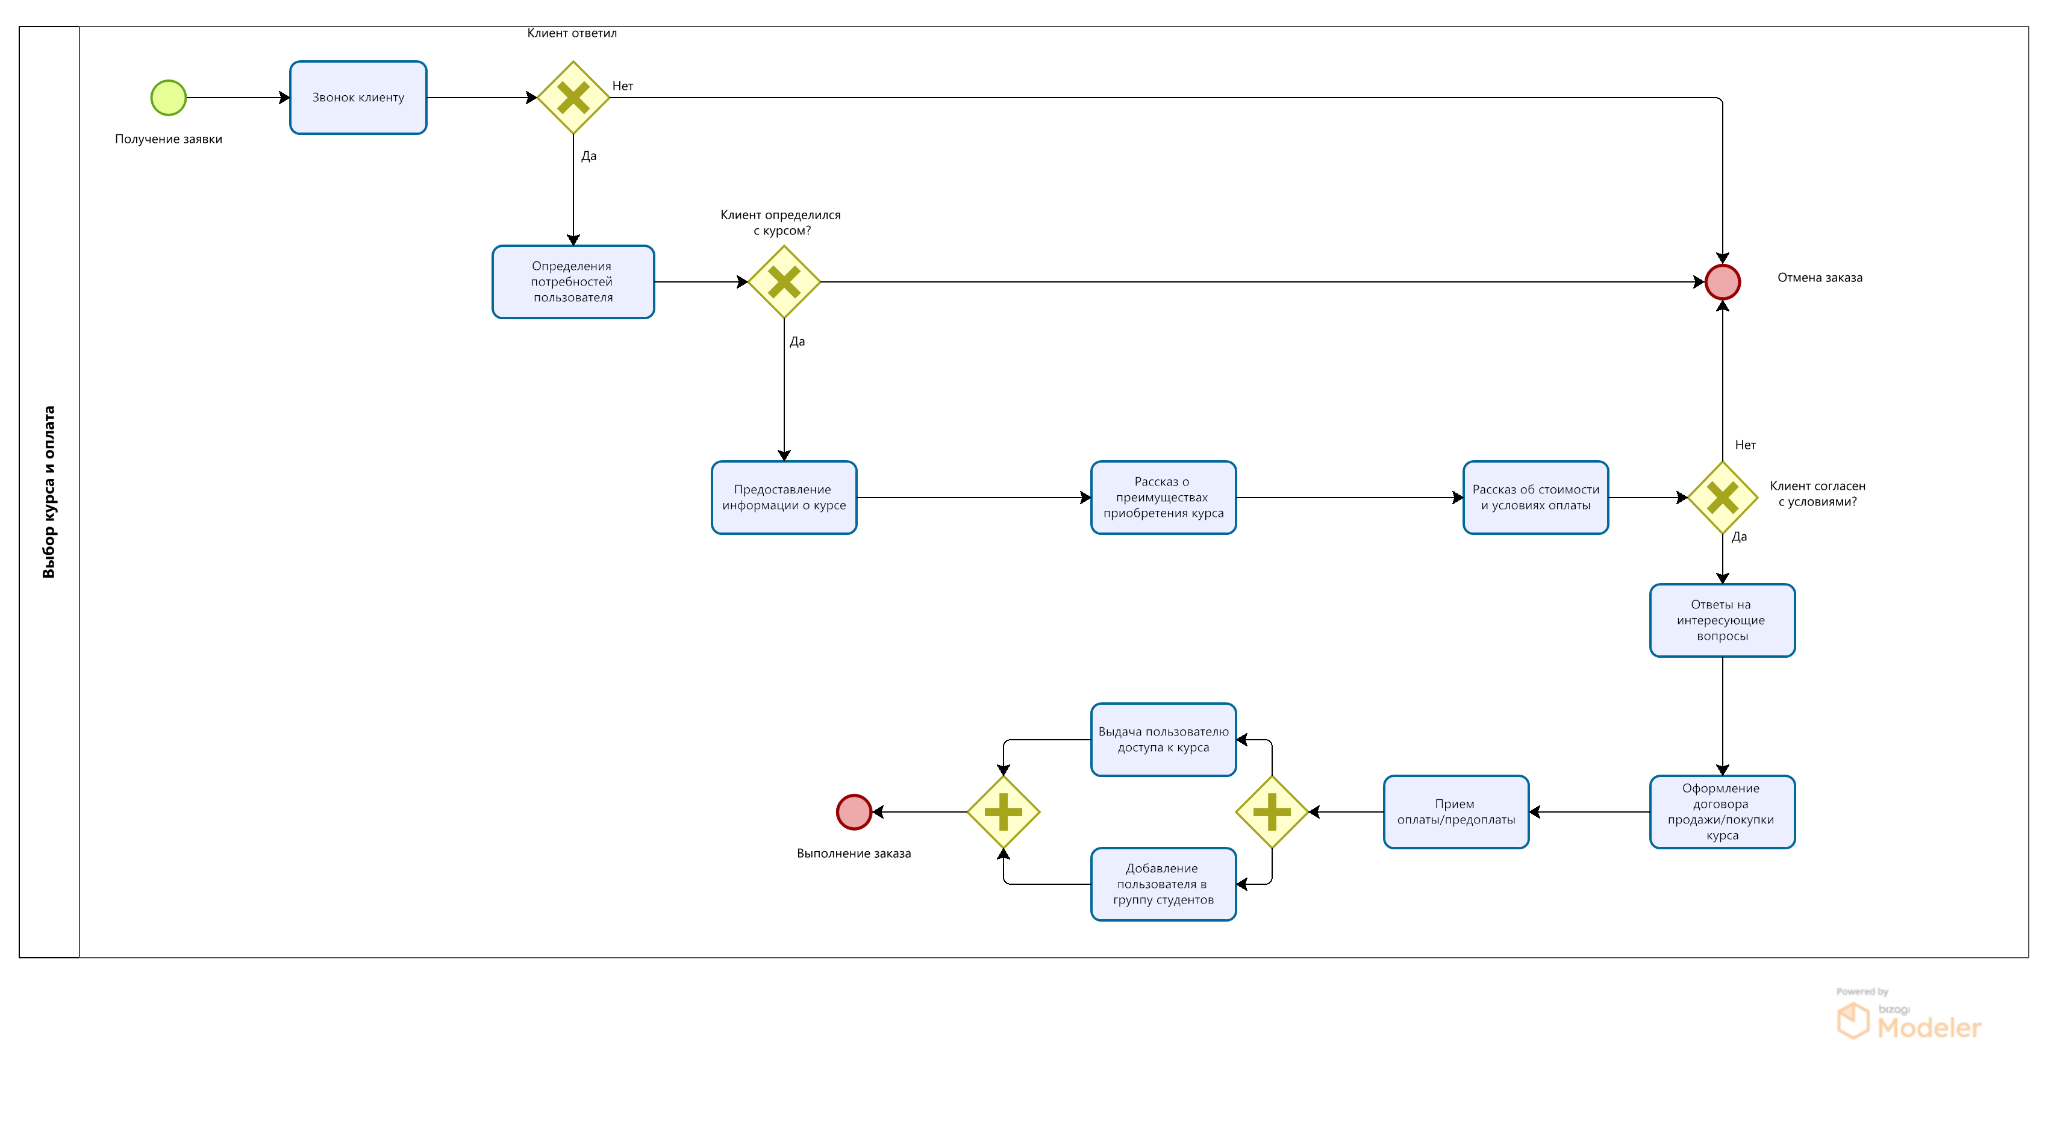 Клиент ответил
Нет
Звонок клиенту
Получение заявки
Да
Клиент определился
с курсом?
Определения
потребностей
пользователя
Отмена заказа
Да
Выбор курса и оплата
Нет
Предоставление
информации о курсе
Рассказ о
преимуществах
приобретения курса
Рассказ об стоимости
и условиях оплаты
Клиент согласен
с условиями?
Да
Ответы на
интересующие
вопросы
Выдача пользователю
доступа к курса
Прием
оплаты/предоплаты
Оформление
договора
продажи/покупки
курса
Выполнение заказа
Добавление
пользователя в
группу студентов
Powered by
bizagi
Modeler